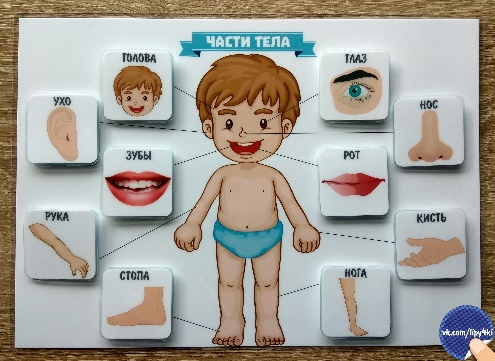 ЧАСТИ ТЕЛА
ГОЛОВА
ГЛАЗ
УХО
НОС
ЗУБЫ
РОТ
РУКА
КИСТЬ
СТОПА
НОГА
vk.com/lipy4ki